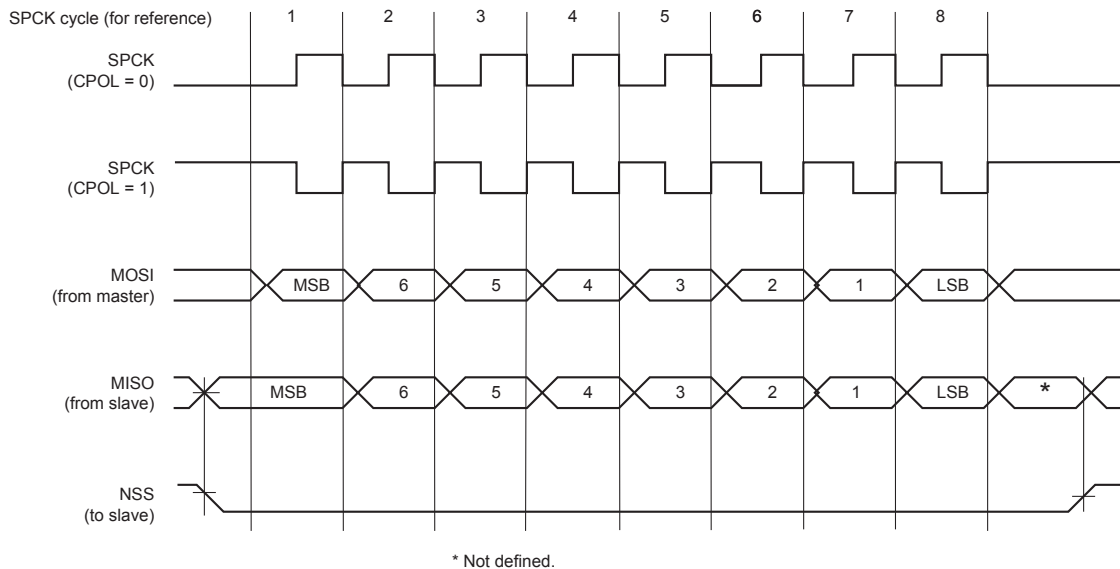 SPCK cycle (for reference) 1 2 3 4 5 6 7 8
SPCK
(CPOL = 0)
SPCK
(CPOL = 1)
MOSI
(from master)
MSB 6 5 4 3 2 1 LSB
MISO
(from slave)
MSB 6 5 4 3 2 1 LSB *
NSS
(to slave)
* Not defined.